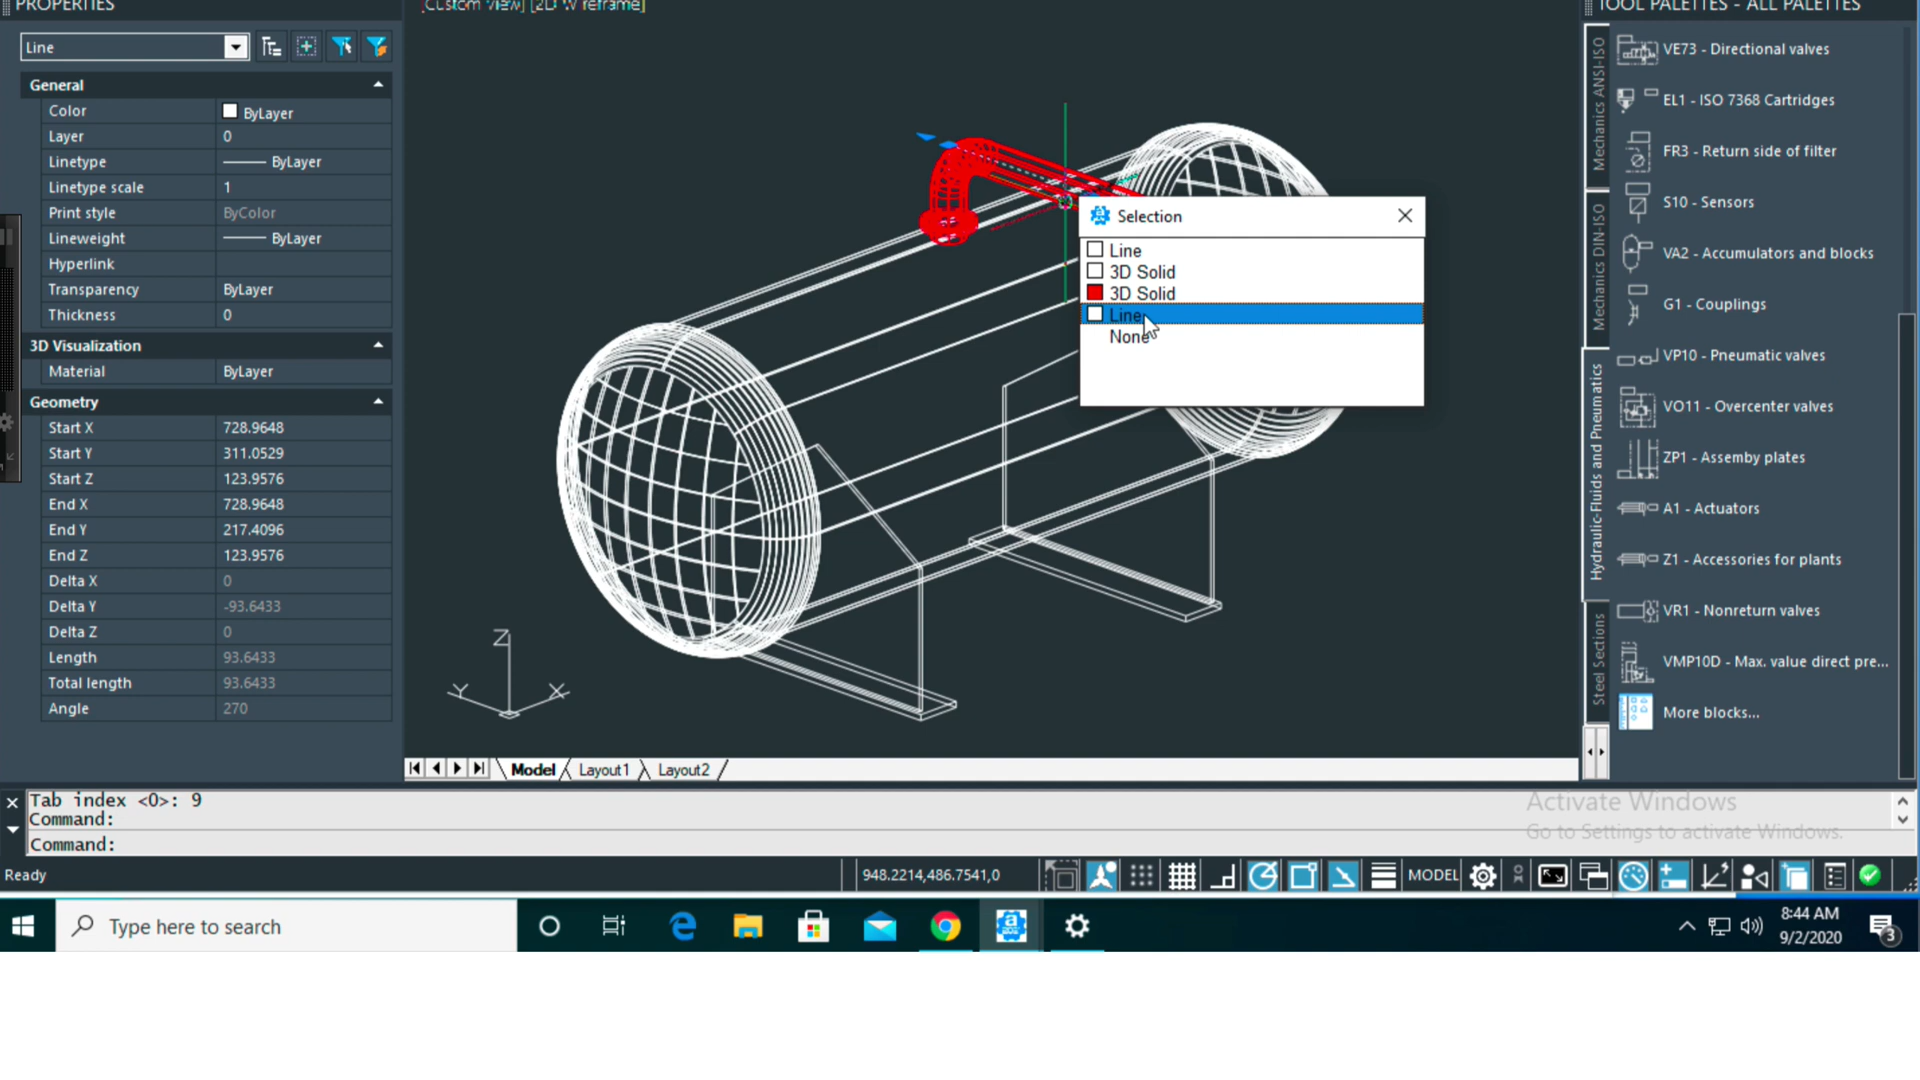 PROPERTIES
[Custom View] [2D Wireframe]
TOOL PALETTES - ALL PALETTES
Line
General
Color ByLayer
Layer 0
Linetype ByLayer
Linetype scale 1
Print style ByColor
Lineweight ByLayer
Hyperlink
Transparency ByLayer
Thickness 0
3D Visualization
Material ByLayer
Geometry
Start X 728.9648
Start Y 311.0529
Start Z 123.9576
End X 728.9648
End Y 217.4096
End Z 123.9576
Delta X 0
Delta Y -93.6433
Delta Z 0
Length 93.6433
Total length 93.6433
Angle 270
Selection
Line
3D Solid
3D Solid
Line
None
Z
Y
X
Mechanics ANSI-ISO
Mechanics DIN-ISO
Hydraulic-Fluids and Pneumatics
Steel Sections
VE73 - Directional valves
EL1 - ISO 7368 Cartridges
FR3 - Return side of filter
S10 - Sensors
VA2 - Accumulators and blocks
G1 - Couplings
VP10 - Pneumatic valves
VO11 - Overcenter valves
ZP1 - Assemby plates
A1 - Actuators
Z1 - Accessories for plants
VR1 - Nonreturn valves
VMP10D - Max. value direct pre...
More blocks...
Model Layout1 Layout2
Tab index <0>: 9
Command:
Command:
Activate Windows
Go to Settings to activate Windows.
Ready
948.2214,486.7541,0
MODEL
Type here to search
8:44 AM
9/2/2020
3